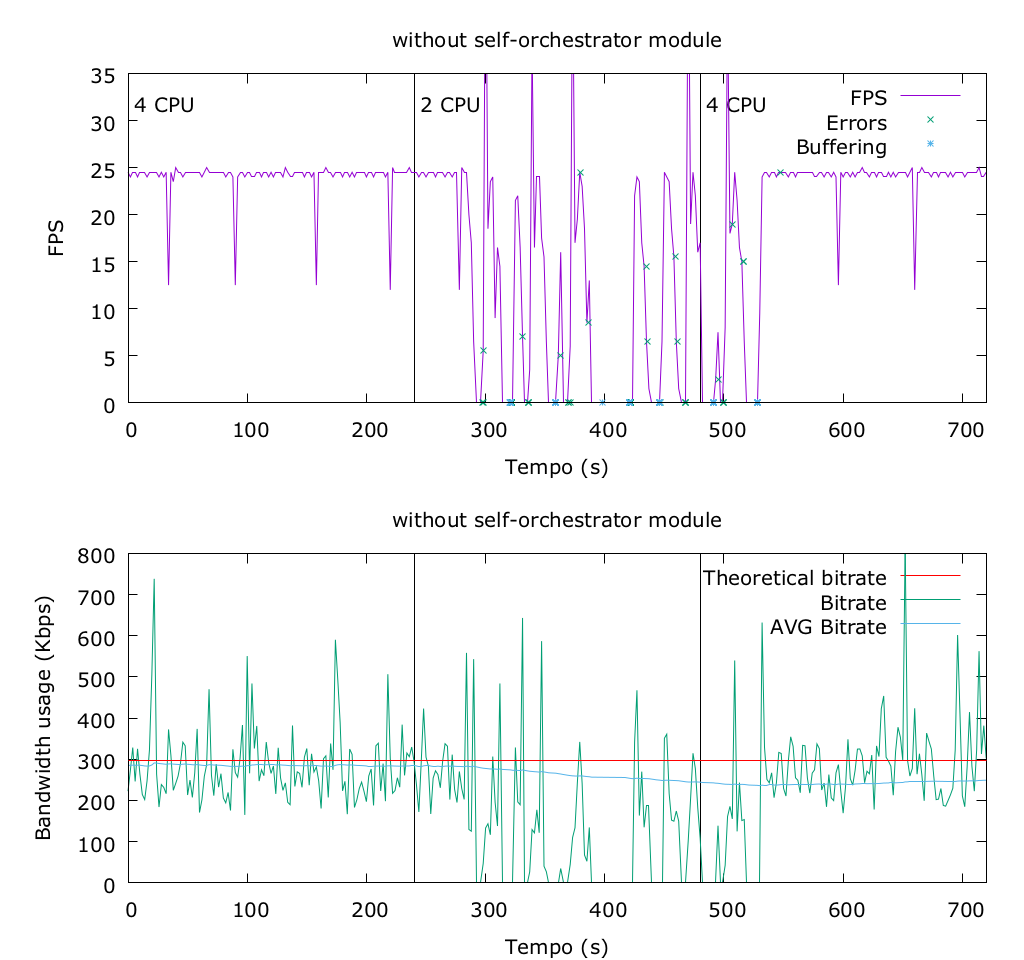 without self-orchestrator module
35
30
25
20
15
10
5
0
FPS
4 CPU
2 CPU
4 CPU
FPS
Errors
Buffering
0 100 200 300 400 500 600 700
Tempo (s)
without self-orchestrator module
800
700
600
500
400
300
200
100
0
Bandwidth usage (Kbps)
Theoretical bitrate
Bitrate
AVG Bitrate
0 100 200 300 400 500 600 700
Tempo (s)